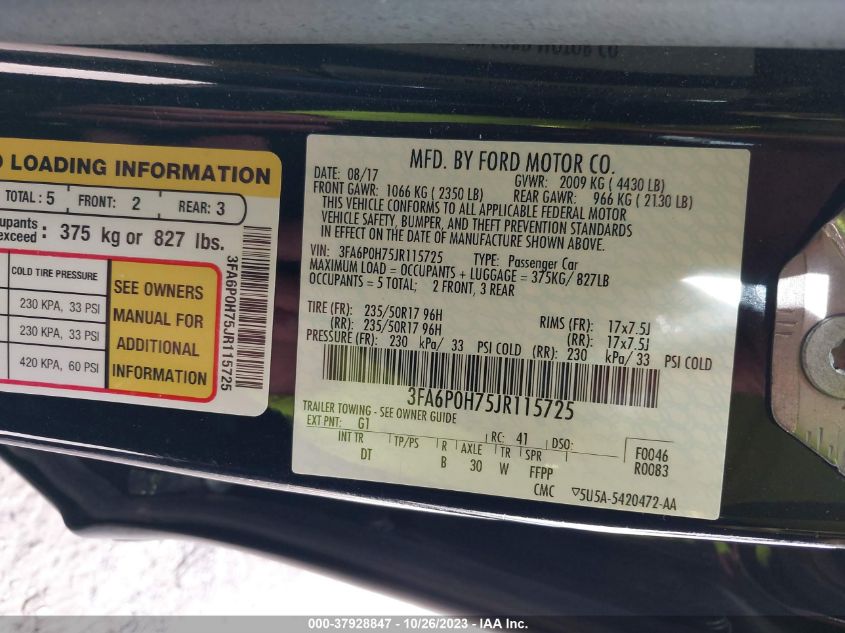 LOADING INFORMATION
TOTAL: 5 FRONT: 2 REAR: 3
exceed: 375 kg or 827 lbs.
COLD TIRE PRESSURE
230 KPA, 33 PSI
230 KPA, 33 PSI
420 KPA, 60 PSI
SEE OWNERS
MANUAL FOR
ADDITIONAL
INFORMATION
3FA6P0H75JR115725
MFD. BY FORD MOTOR CO.
DATE: 08/17 GVWR: 2009 KG ( 4430 LB)
FRONT GAWR: 1066 KG ( 2350 LB) REAR GAWR: 966 KG ( 2130 LB)
THIS VEHICLE CONFORMS TO ALL APPLICABLE FEDERAL MOTOR
VEHICLE SAFETY, BUMPER, AND THEFT PREVENTION STANDARDS
IN EFFECT ON THE DATE OF MANUFACTURE SHOWN ABOVE.
VIN: 3FA6P0H75JR115725 TYPE: Passenger Car
MAXIMUM LOAD = OCCUPANTS + LUGGAGE = 375KG/ 827LB
OCCUPANTS = 5 TOTAL; 2 FRONT, 3 REAR
TIRE (FR): 235/50R17 96H RIMS (FR): 17x7.5J
(RR): 235/50R17 96H (RR): 17x7.5J
PRESSURE (FR): 230 kPa/ 33 PSI COLD (RR): 230 kPa/ 33 PSI COLD
3FA6P0H75JR115725
TRAILER TOWING - SEE OWNER GUIDE
EXT PNT: G1 RC: 41 DSO: F0046
INT TR TP/PS R AXLE TR SPR R0083
DT B 30 W FFPP
CMC ▽5U5A-5420472-AA
000-37928847 - 10/26/2023 - IAA Inc.